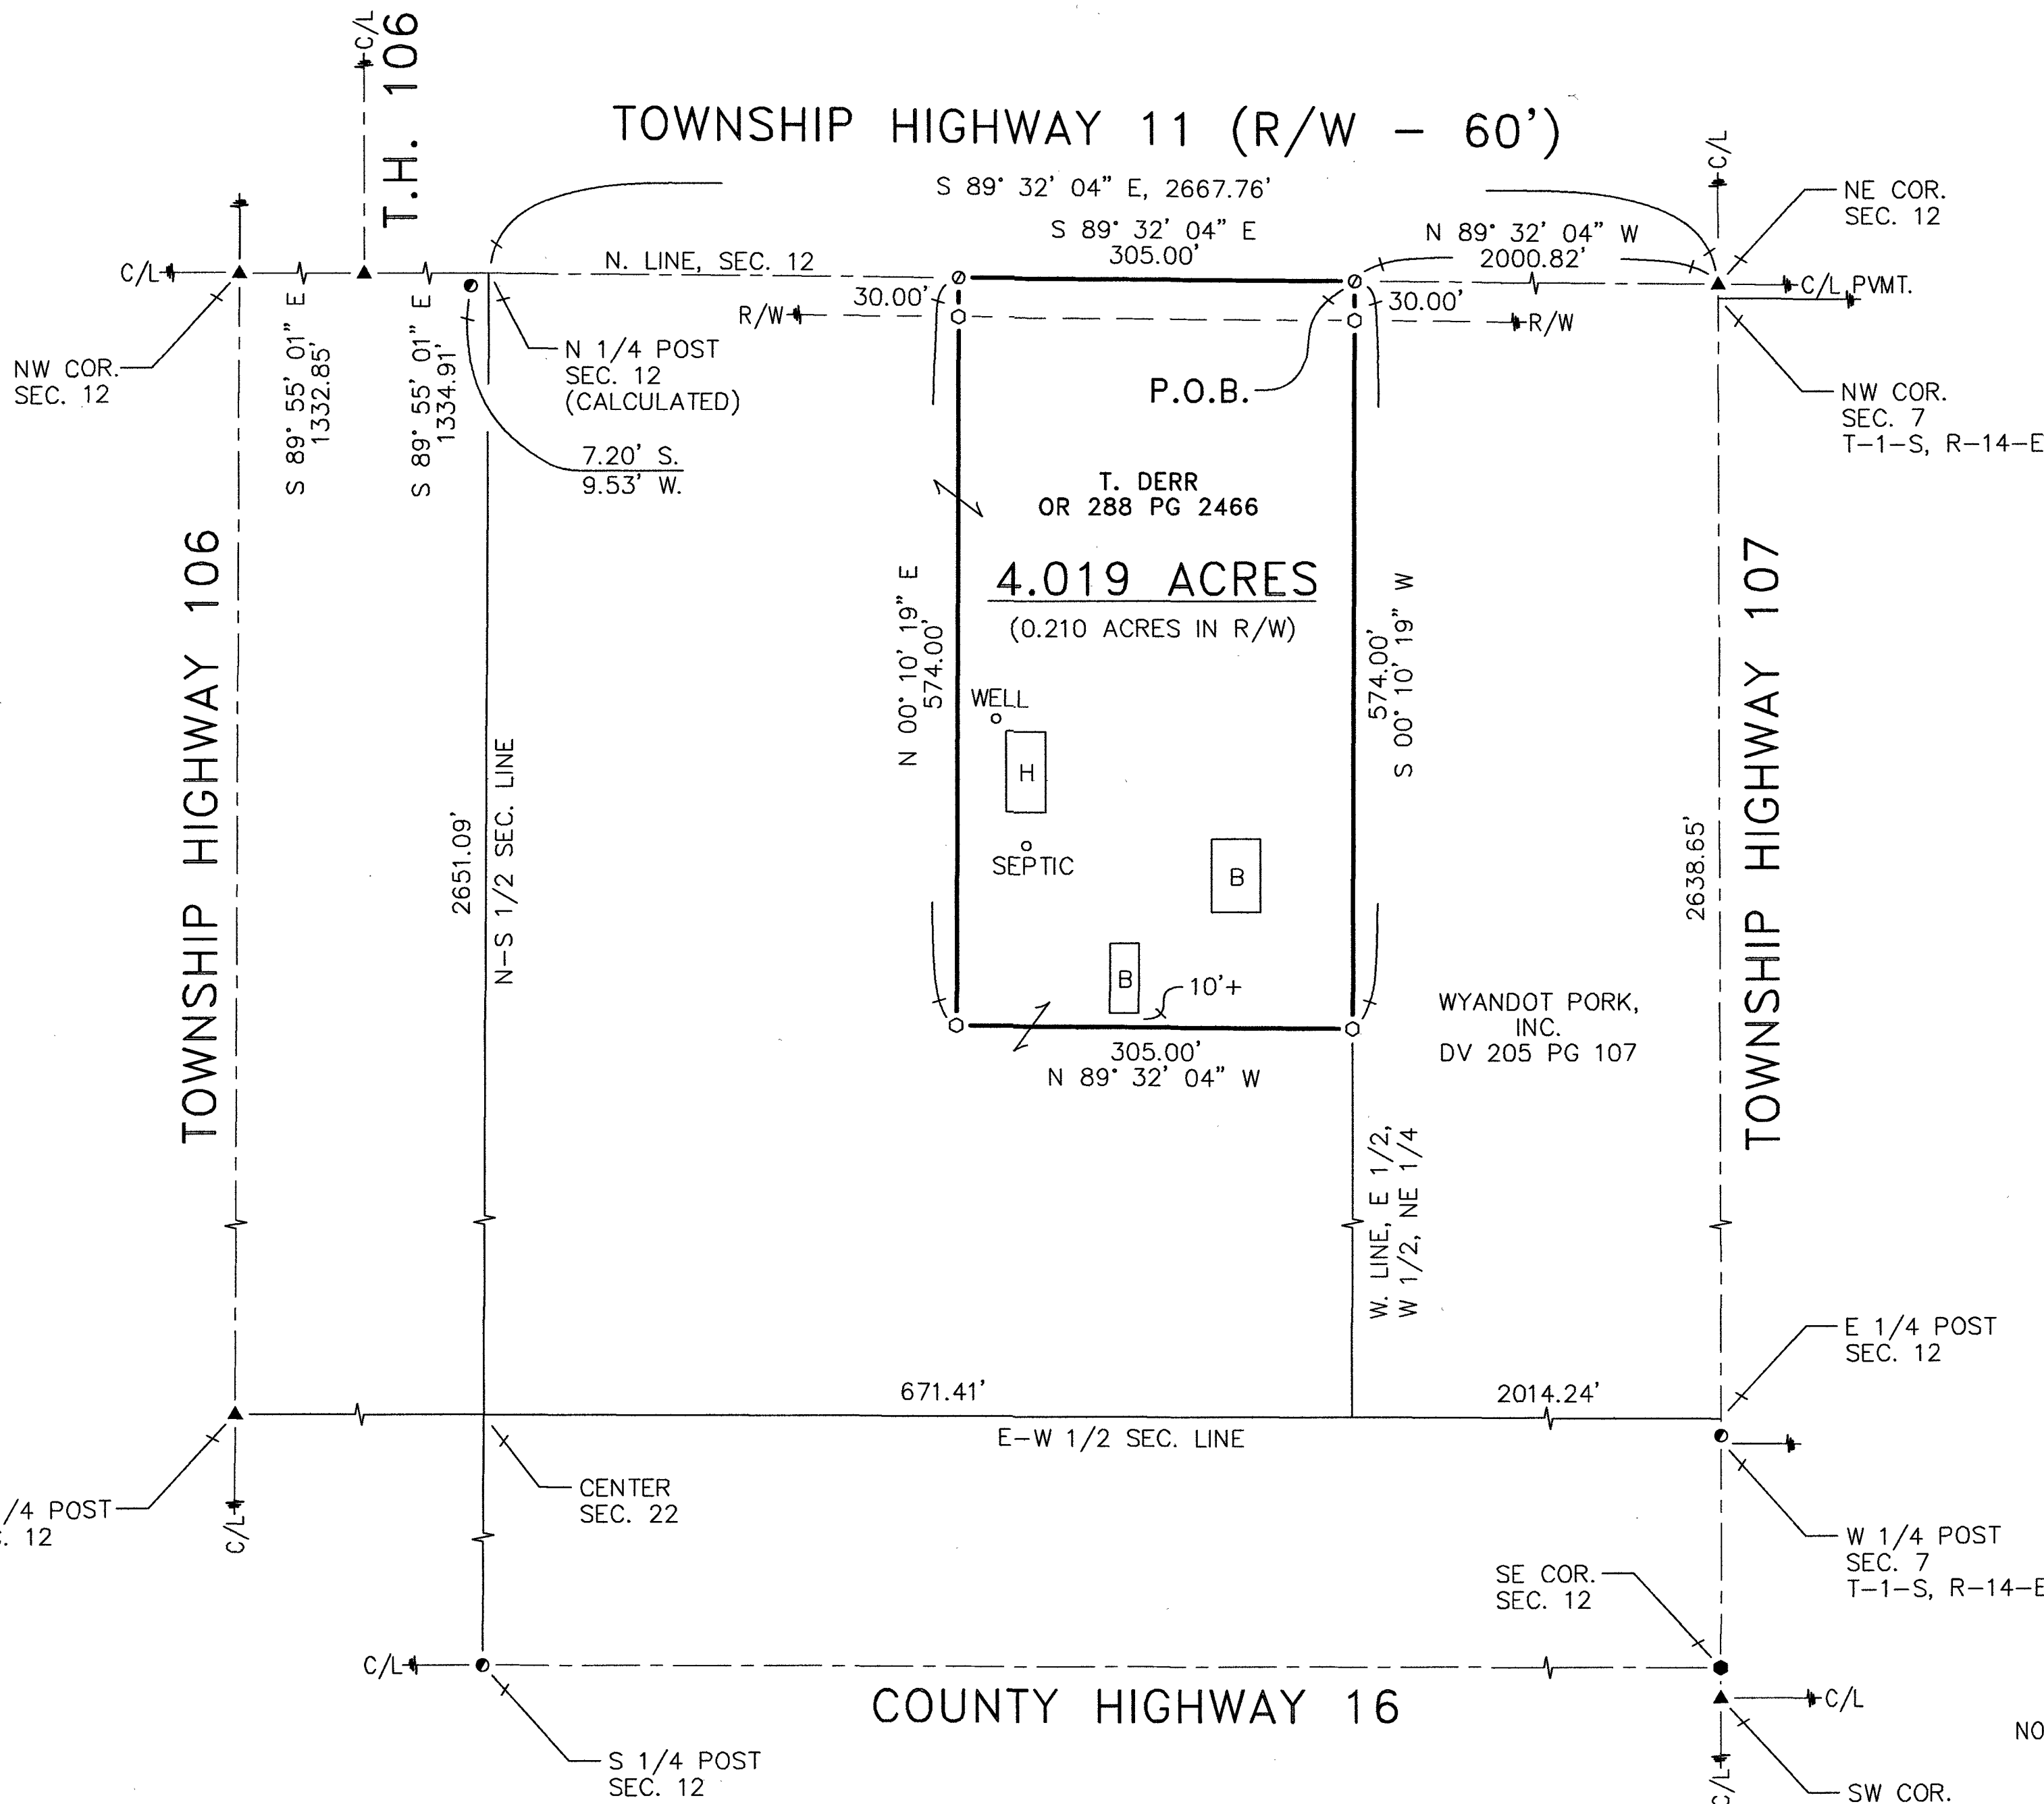 C/L
T.H. 106
TOWNSHIP HIGHWAY 11 (R/W - 60')
S 89° 32' 04" E, 2667.76'
S 89° 32' 04" E
305.00'
N 89° 32' 04" W
2000.82'
C/L
NE COR.
SEC. 12
C/L
N. LINE, SEC. 12
C/L PVMT.
30.00'
30.00'
R/W
R/W
NW COR.
SEC. 12
S 89° 55' 01" E
1332.85'
S 89° 55' 01" E
1334.91'
N 1/4 POST
SEC. 12
(CALCULATED)
P.O.B.
NW COR.
SEC. 7
T-1-S, R-14-E
7.20' S.
9.53' W.
T. DERR
OR 288 PG 2466
4.019 ACRES
(0.210 ACRES IN R/W)
TOWNSHIP HIGHWAY 106
N 00° 10' 19" E
574.00'
574.00'
S 00° 10' 19" W
TOWNSHIP HIGHWAY 107
WELL
H
SEPTIC
B
B
10'+
2651.09'
N-S 1/2 SEC. LINE
2638.65'
WYANDOT PORK,
INC.
DV 205 PG 107
305.00'
N 89° 32' 04" W
W. LINE, E 1/2,
W 1/2, NE 1/4
E 1/4 POST
SEC. 12
671.41'
2014.24'
E-W 1/2 SEC. LINE
/4 POST
. 12
C/L
CENTER
SEC. 22
W 1/4 POST
SEC. 7
T-1-S, R-14-E
SE COR.
SEC. 12
C/L
COUNTY HIGHWAY 16
C/L
S 1/4 POST
SEC. 12
C/L
SW COR.
NO